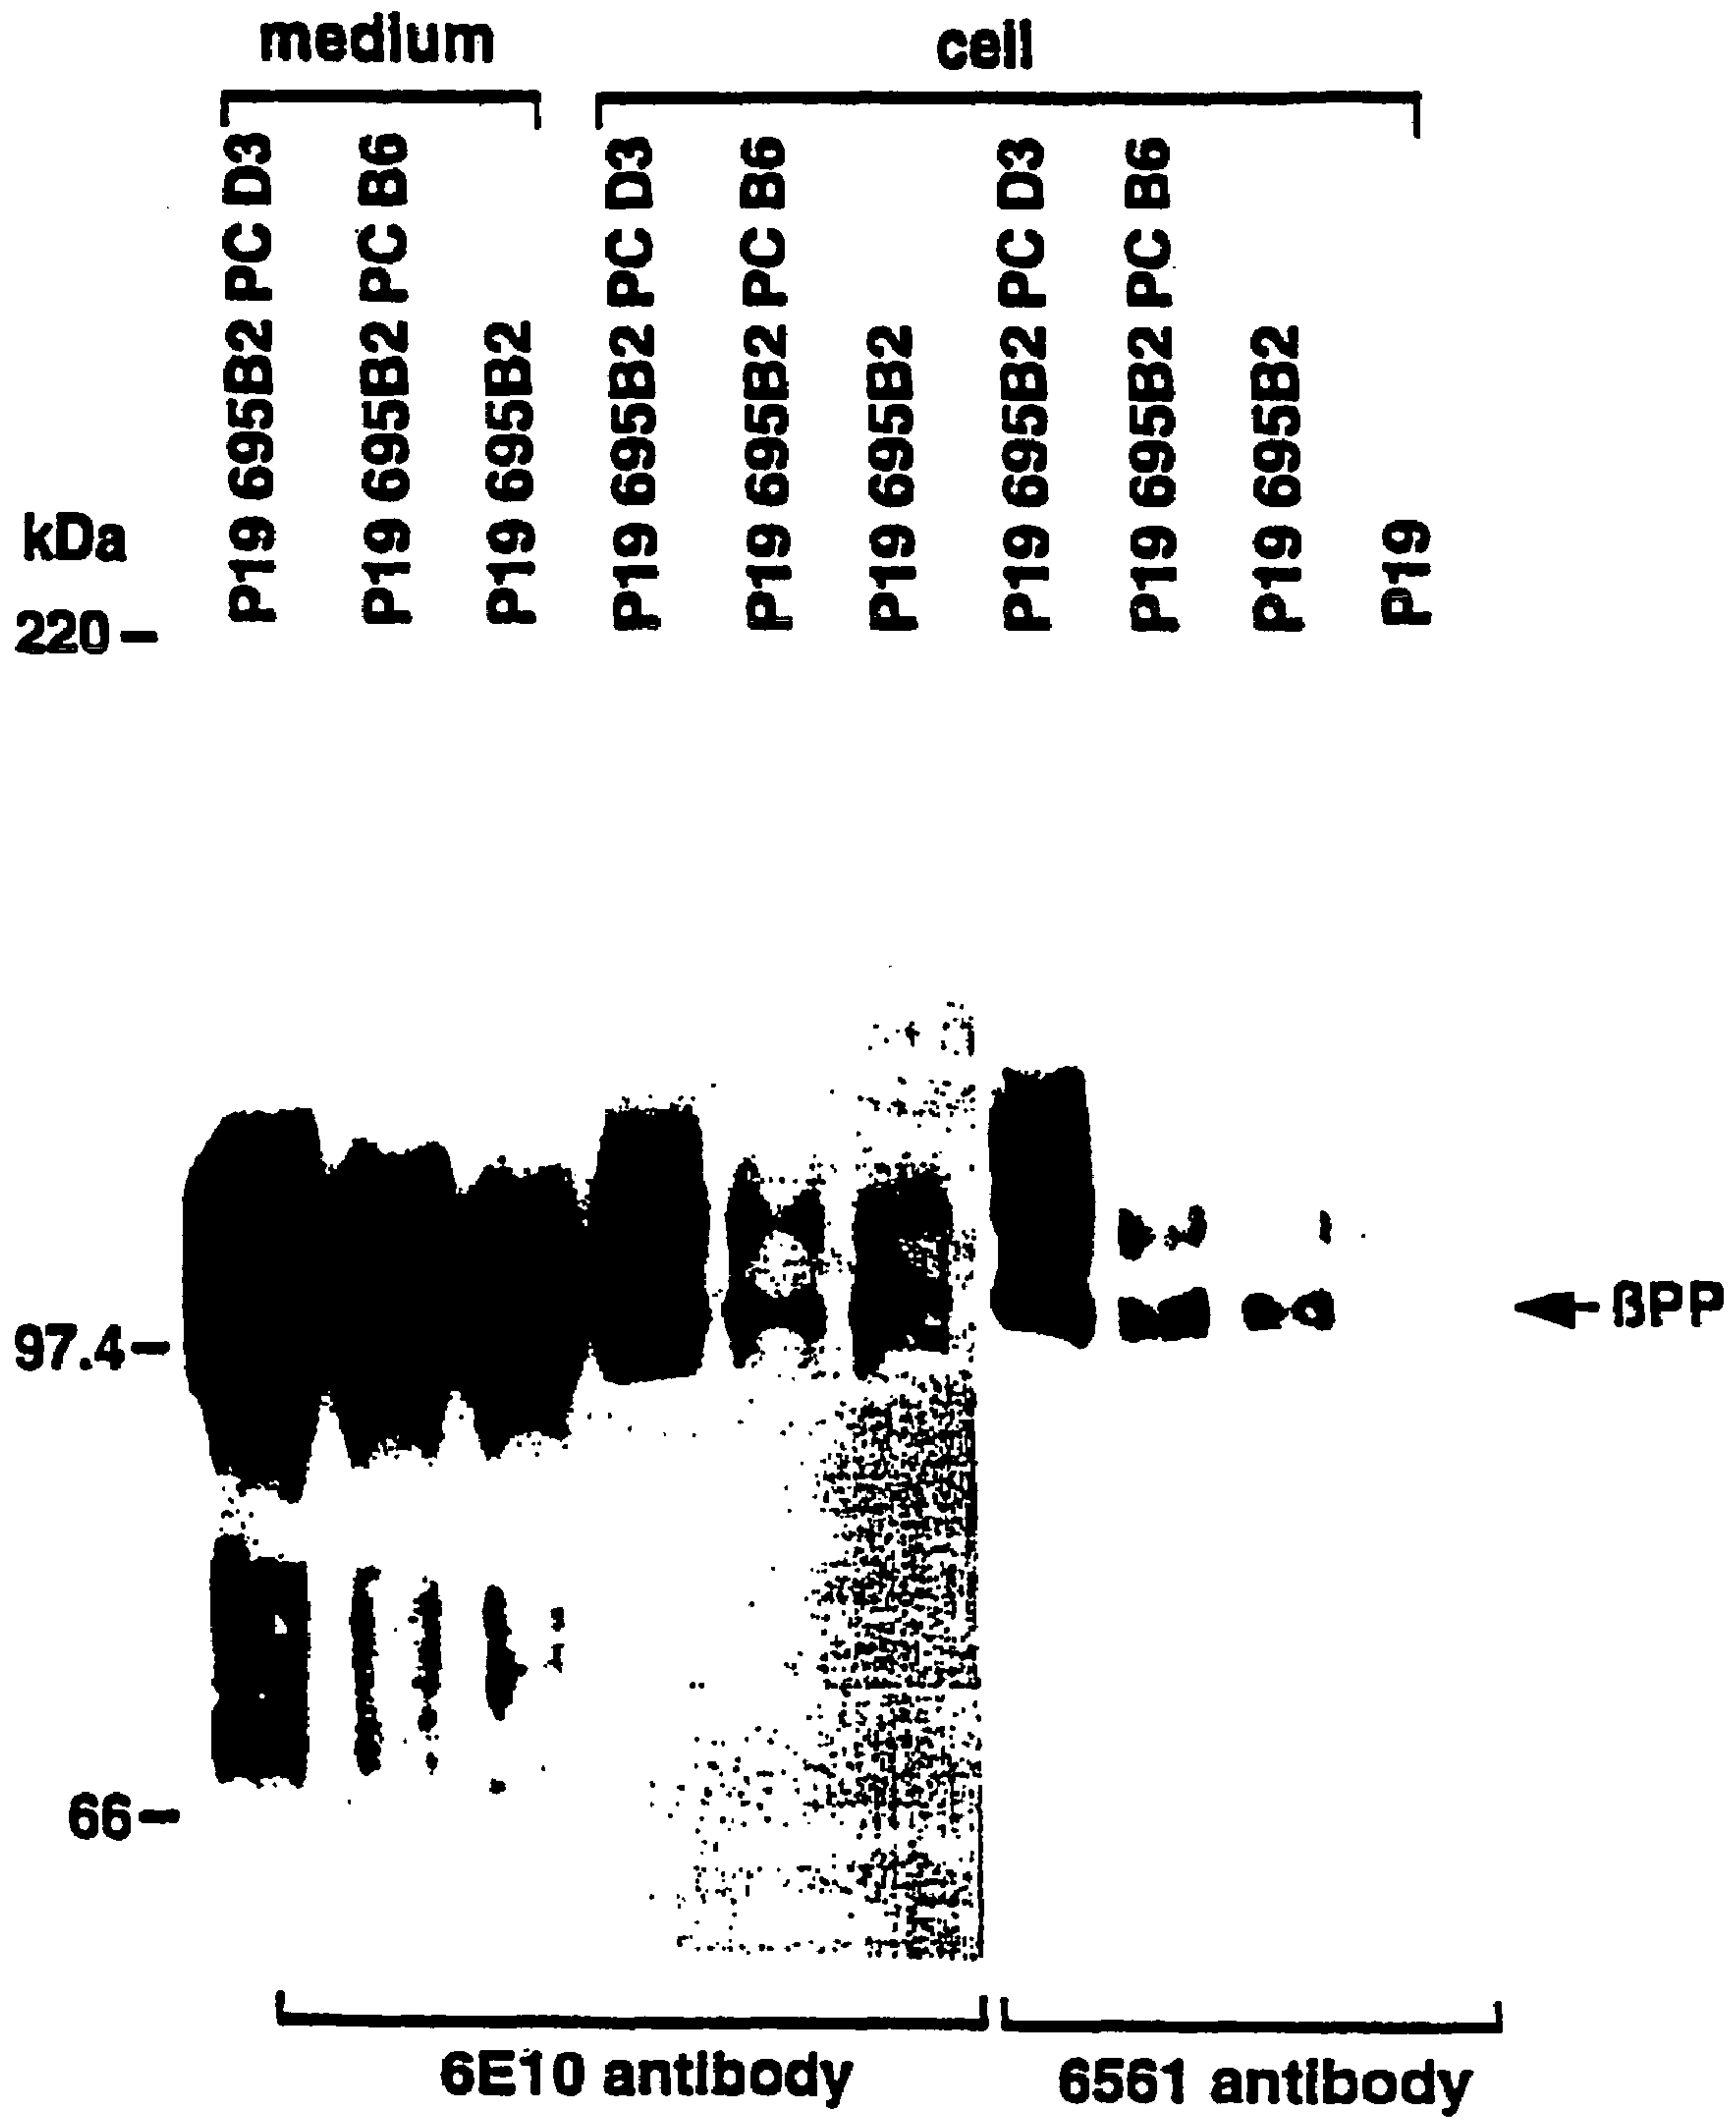 medium cell
P19 695B2 PC D3
P19 695B2 PC B6
P19 695B2
P19 695B2 PC D3
P19 695B2 PC B6
P19 695B2
P19 695B2 PC D3
P19 695B2 PC B6
P19 695B2
P19
kDa
220
97.4
ßPP
66
6E10 antibody 6561 antibody